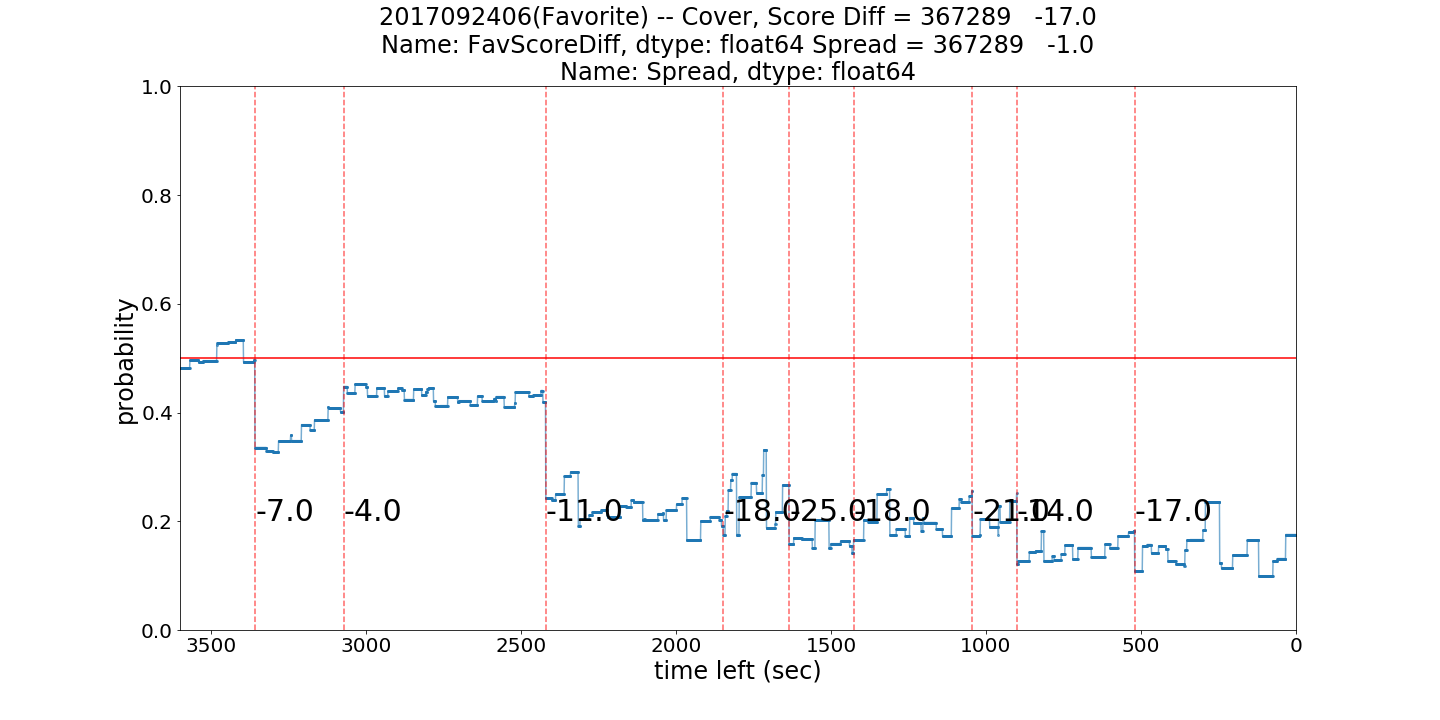 2017092406(Favorite) -- Cover, Score Diff = 367289   -17.0
Name: FavScoreDiff, dtype: float64 Spread = 367289   -1.0
Name: Spread, dtype: float64
1.0
0.8
0.6
0.4
0.2
0.0
probability
-7.0
-4.0
-11.0
-18.0
-25.0
-18.0
-21.0
-14.0
-17.0
3500 3000 2500 2000 1500 1000 500 0
time left (sec)